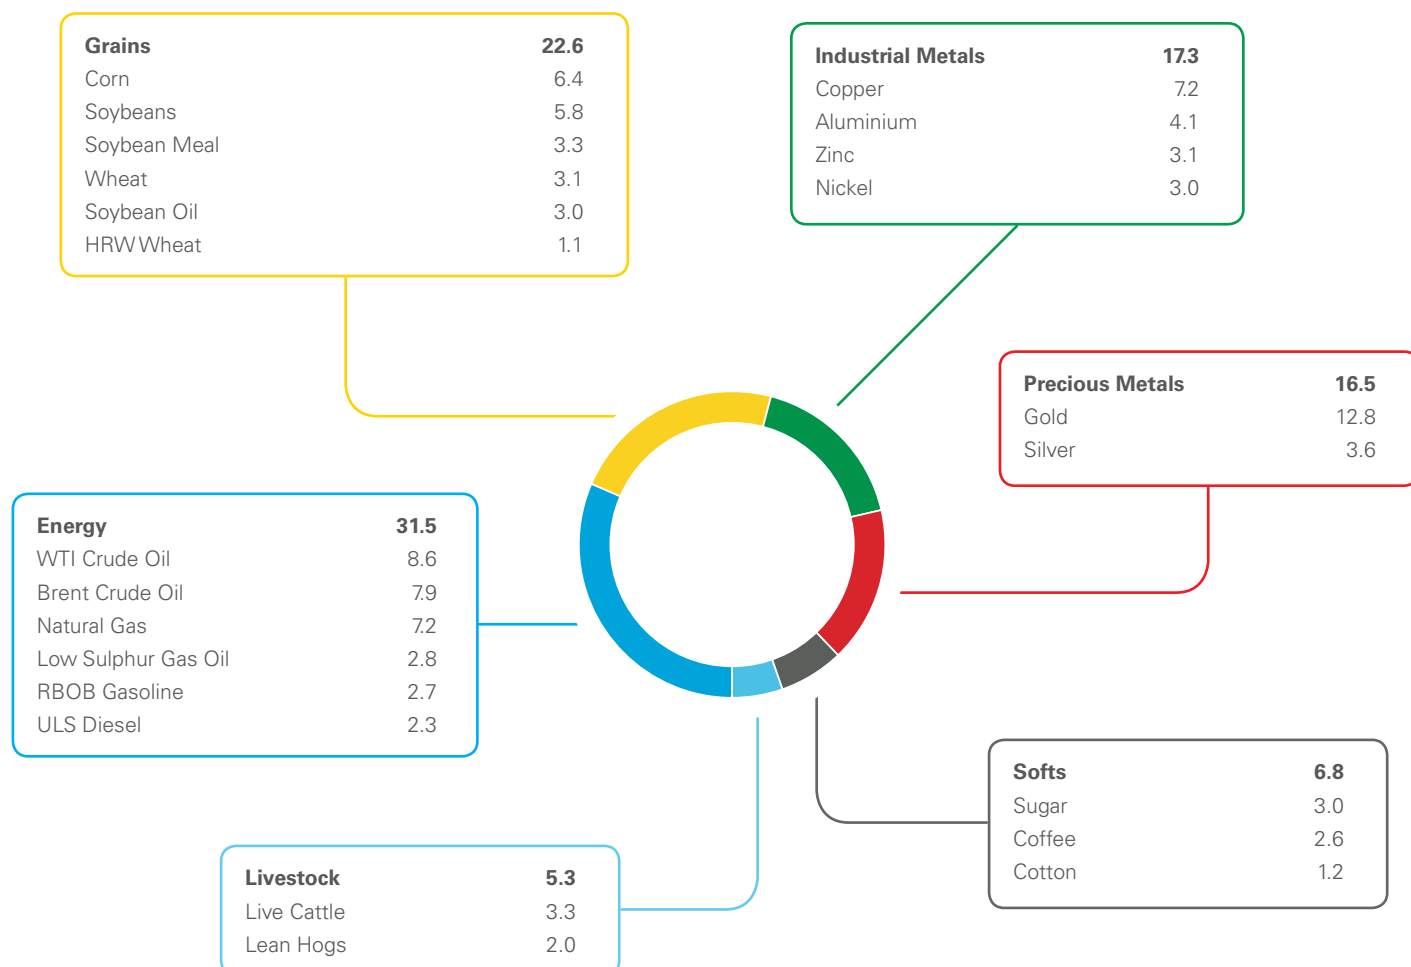 Grains 22.6
Corn 6.4
Soybeans 5.8
Soybean Meal 3.3
Wheat 3.1
Soybean Oil 3.0
HRW Wheat 1.1
Industrial Metals 17.3
Copper 7.2
Aluminium 4.1
Zinc 3.1
Nickel 3.0
Precious Metals 16.5
Gold 12.8
Silver 3.6
Energy 31.5
WTI Crude Oil 8.6
Brent Crude Oil 7.9
Natural Gas 7.2
Low Sulphur Gas Oil 2.8
RBOB Gasoline 2.7
ULS Diesel 2.3
Softs 6.8
Sugar 3.0
Coffee 2.6
Cotton 1.2
Livestock 5.3
Live Cattle 3.3
Lean Hogs 2.0